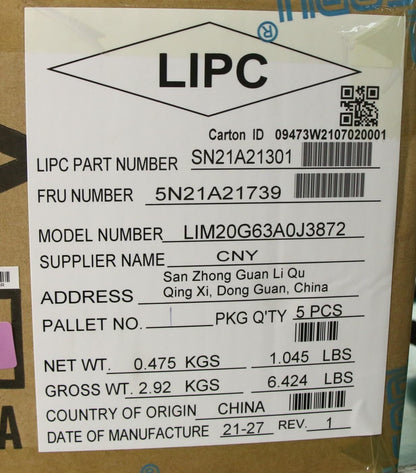 ®
LIPC
Carton ID 09473W2107020001
LIPC PART NUMBER SN21A21301
FRU NUMBER 5N21A21739
MODEL NUMBER LIM20G63A0J3872
SUPPLIER NAME CNY
San Zhong Guan Li Qu
ADDRESS Qing Xi, Dong Guan, China
PALLET NO. PKG Q'TY 5 PCS
NET WT. 0.475 KGS 1.045 LBS
GROSS WT. 2.92 KGS 6.424 LBS
COUNTRY OF ORIGIN CHINA
DATE OF MANUFACTURE 21-27 REV. 1
A